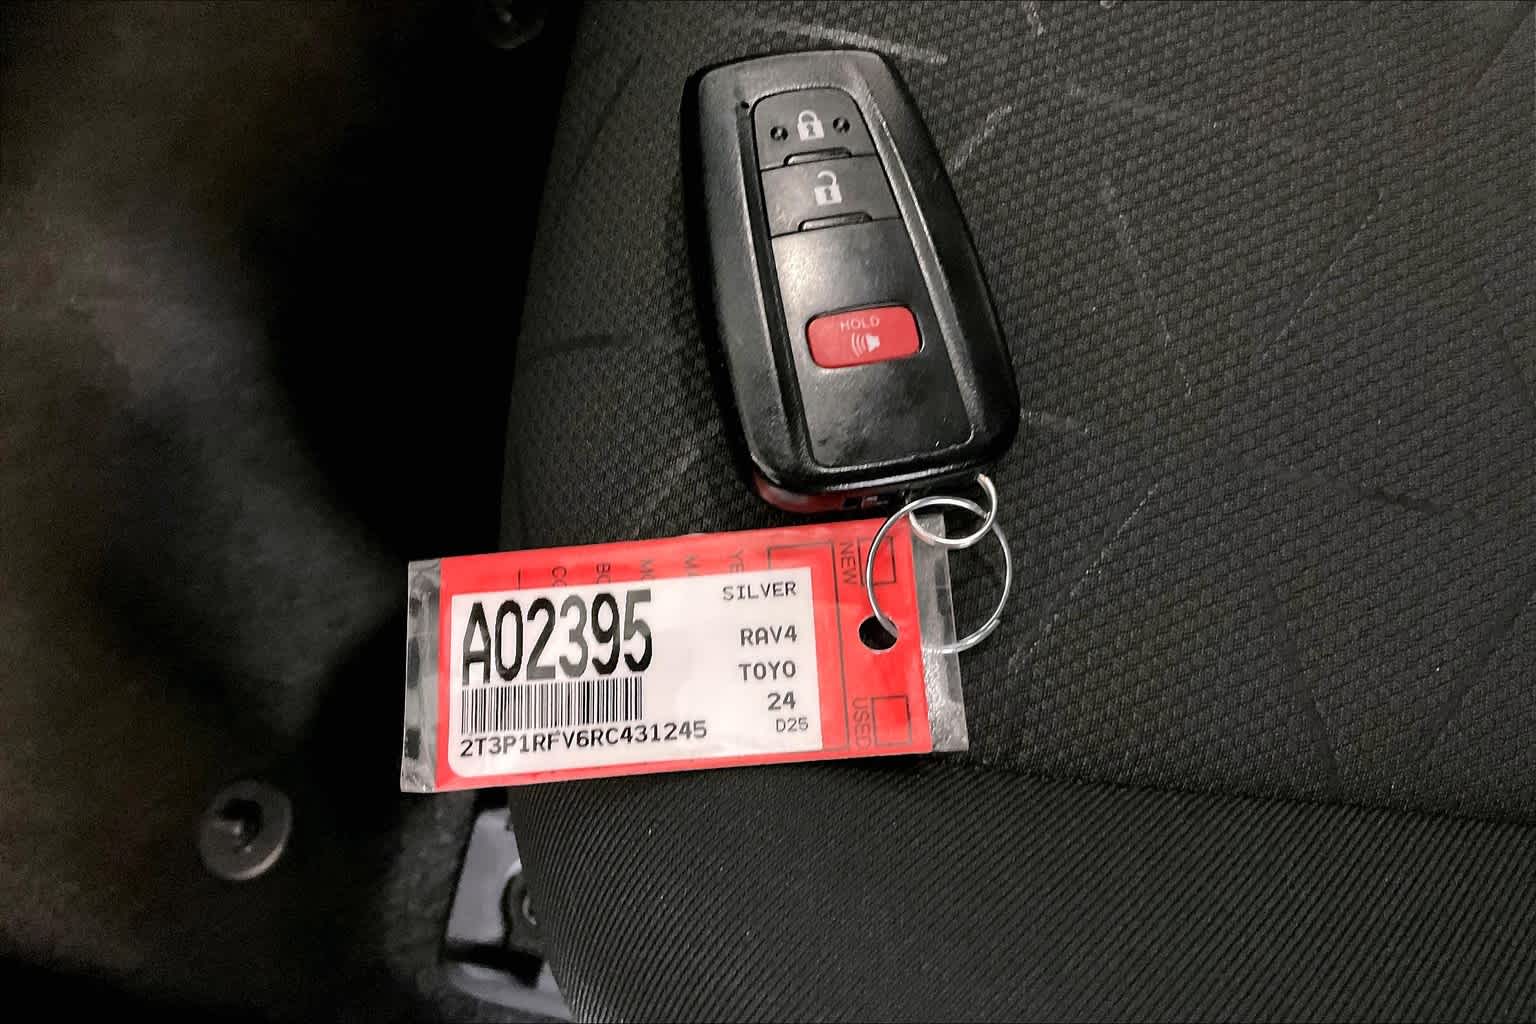 HOLD
NEW
SILVER
A02395
RAV4
TOYO
24
D25
2T3P1RFV6RC431245
USED